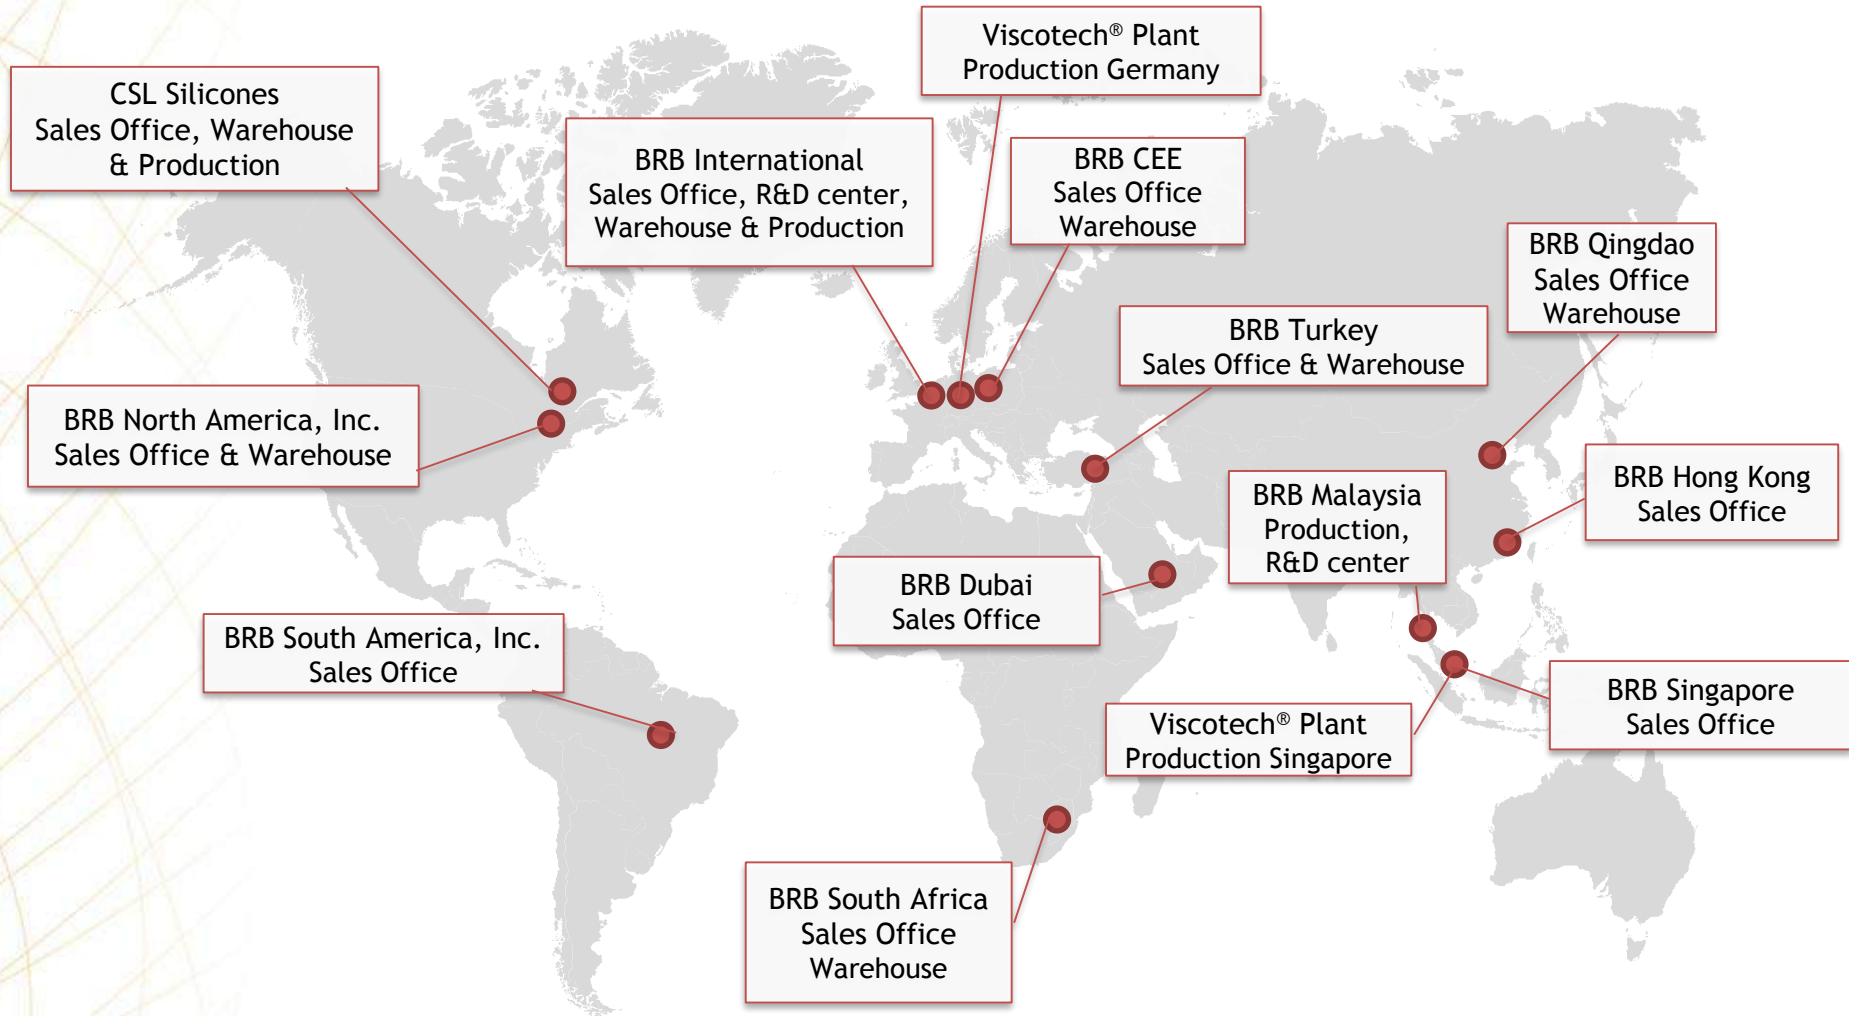 Viscotech® Plant
Production Germany
CSL Silicones
Sales Office, Warehouse
& Production
BRB International
Sales Office, R&D center,
Warehouse & Production
BRB CEE
Sales Office
Warehouse
BRB Qingdao
Sales Office
Warehouse
BRB Turkey
Sales Office & Warehouse
BRB North America, Inc.
Sales Office & Warehouse
BRB Malaysia
Production,
R&D center
BRB Hong Kong
Sales Office
BRB Dubai
Sales Office
BRB South America, Inc.
Sales Office
BRB Singapore
Sales Office
Viscotech® Plant
Production Singapore
BRB South Africa
Sales Office
Warehouse